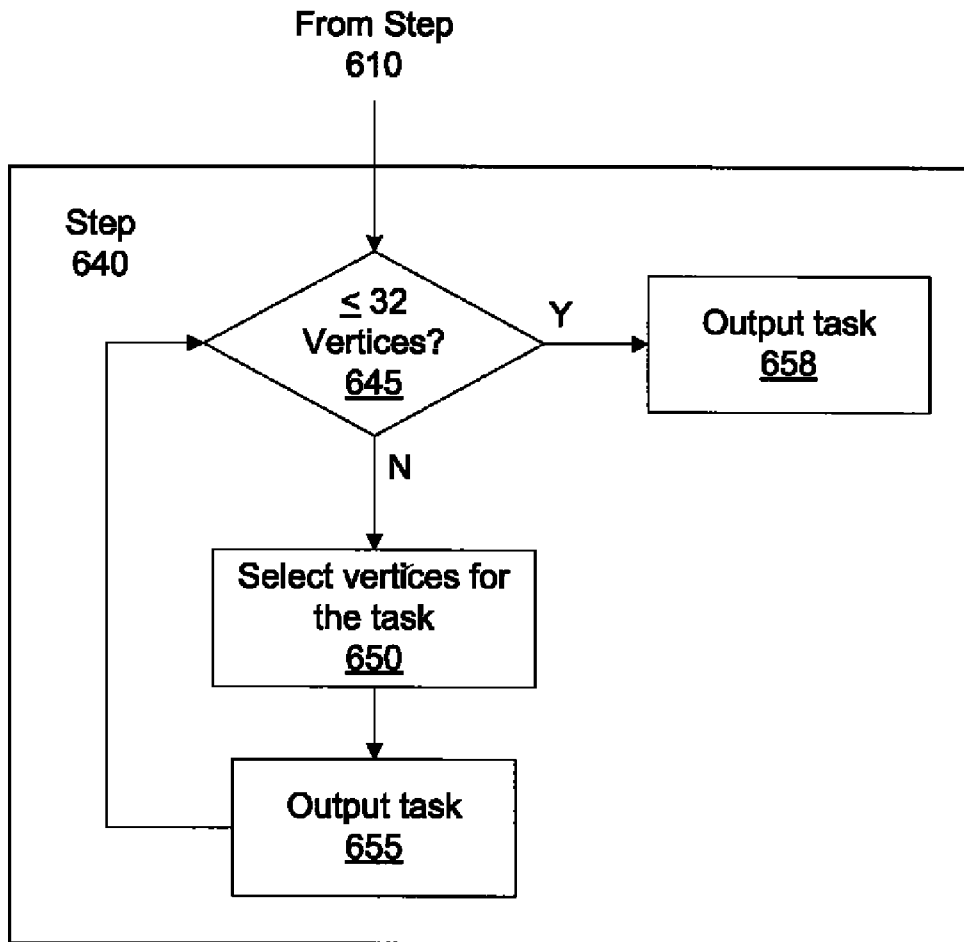 From Step
610
Step
640
≤ 32
Vertices?
645
Y
Output task
658
N
Select vertices for
the task
650
Output task
655